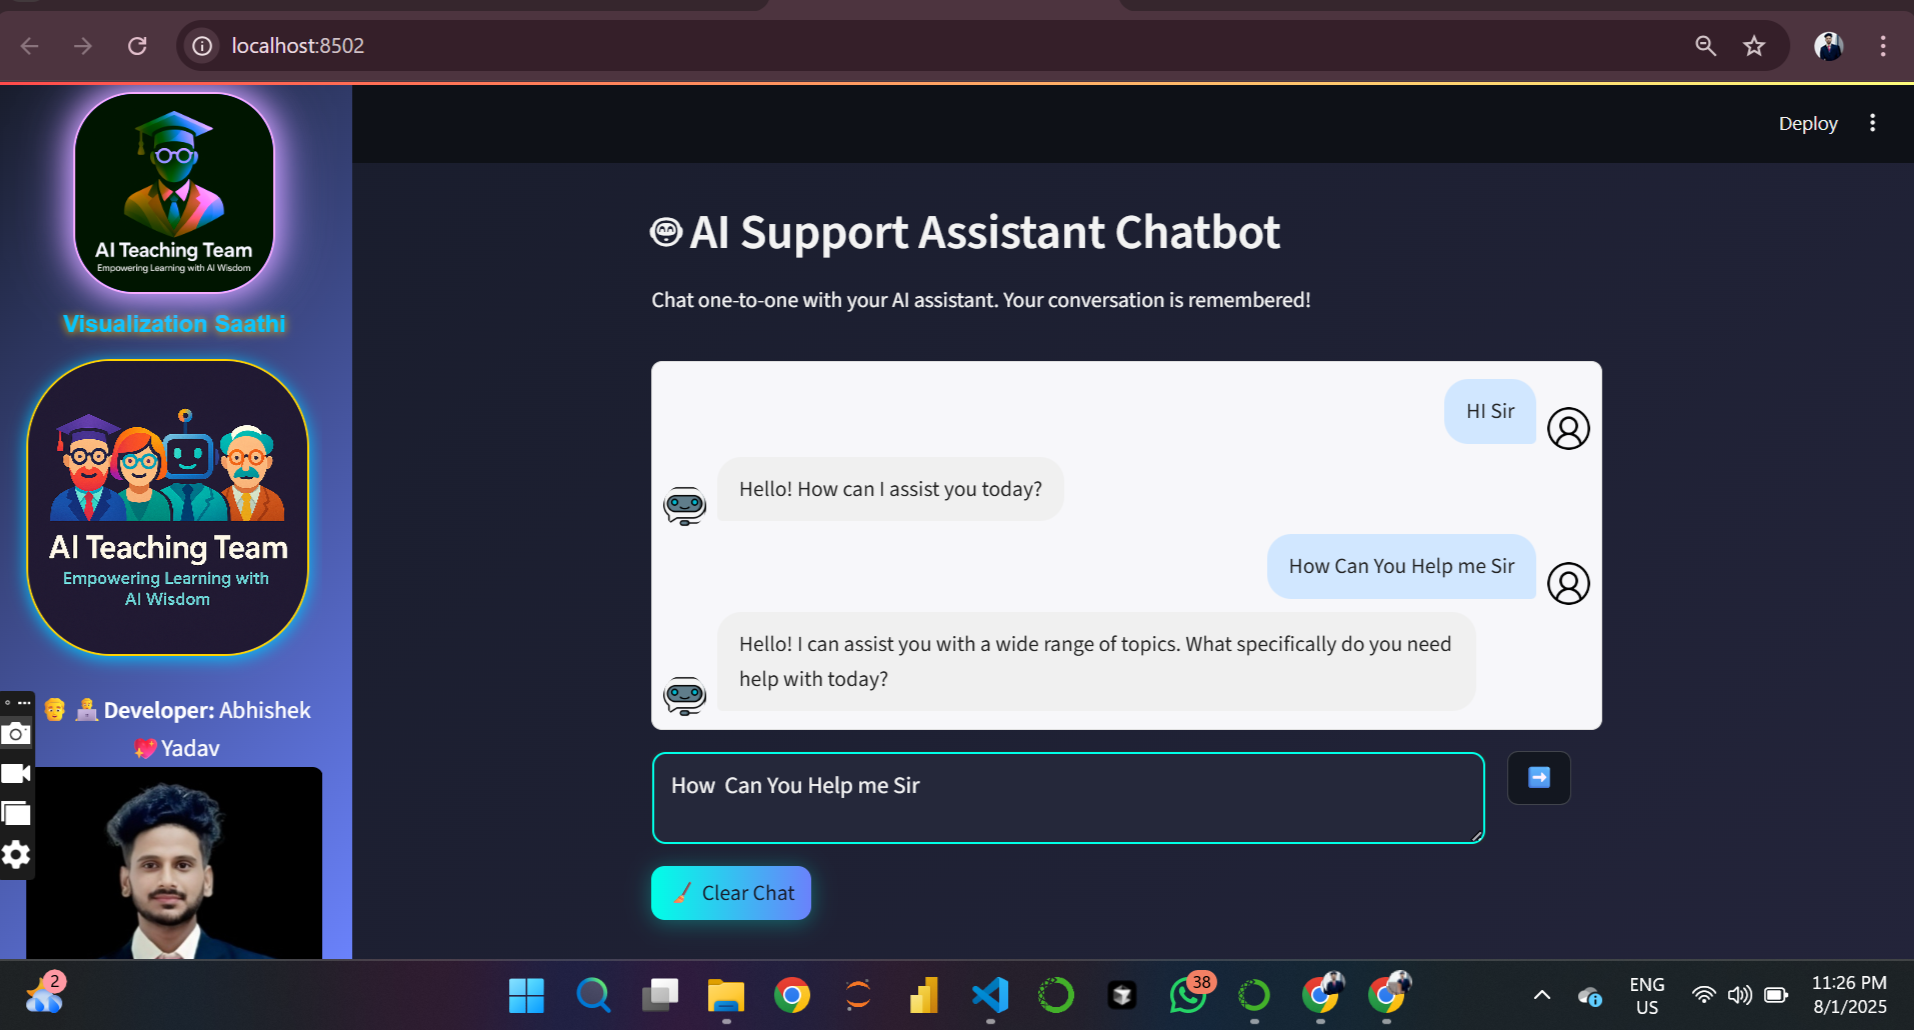 localhost:8502
AI Teaching Team
Empowering Learning with AI Wisdom
Visualization Saathi
AI Teaching Team
Empowering Learning with
AI Wisdom
Developer: Abhishek
Yadav
Deploy
AI Support Assistant Chatbot
Chat one-to-one with your AI assistant. Your conversation is remembered!
HI Sir
Hello! How can I assist you today?
How Can You Help me Sir
Hello! I can assist you with a wide range of topics. What specifically do you need
help with today?
How  Can You Help me Sir
Clear Chat
2
38
ENG
US
11:26 PM
8/1/2025